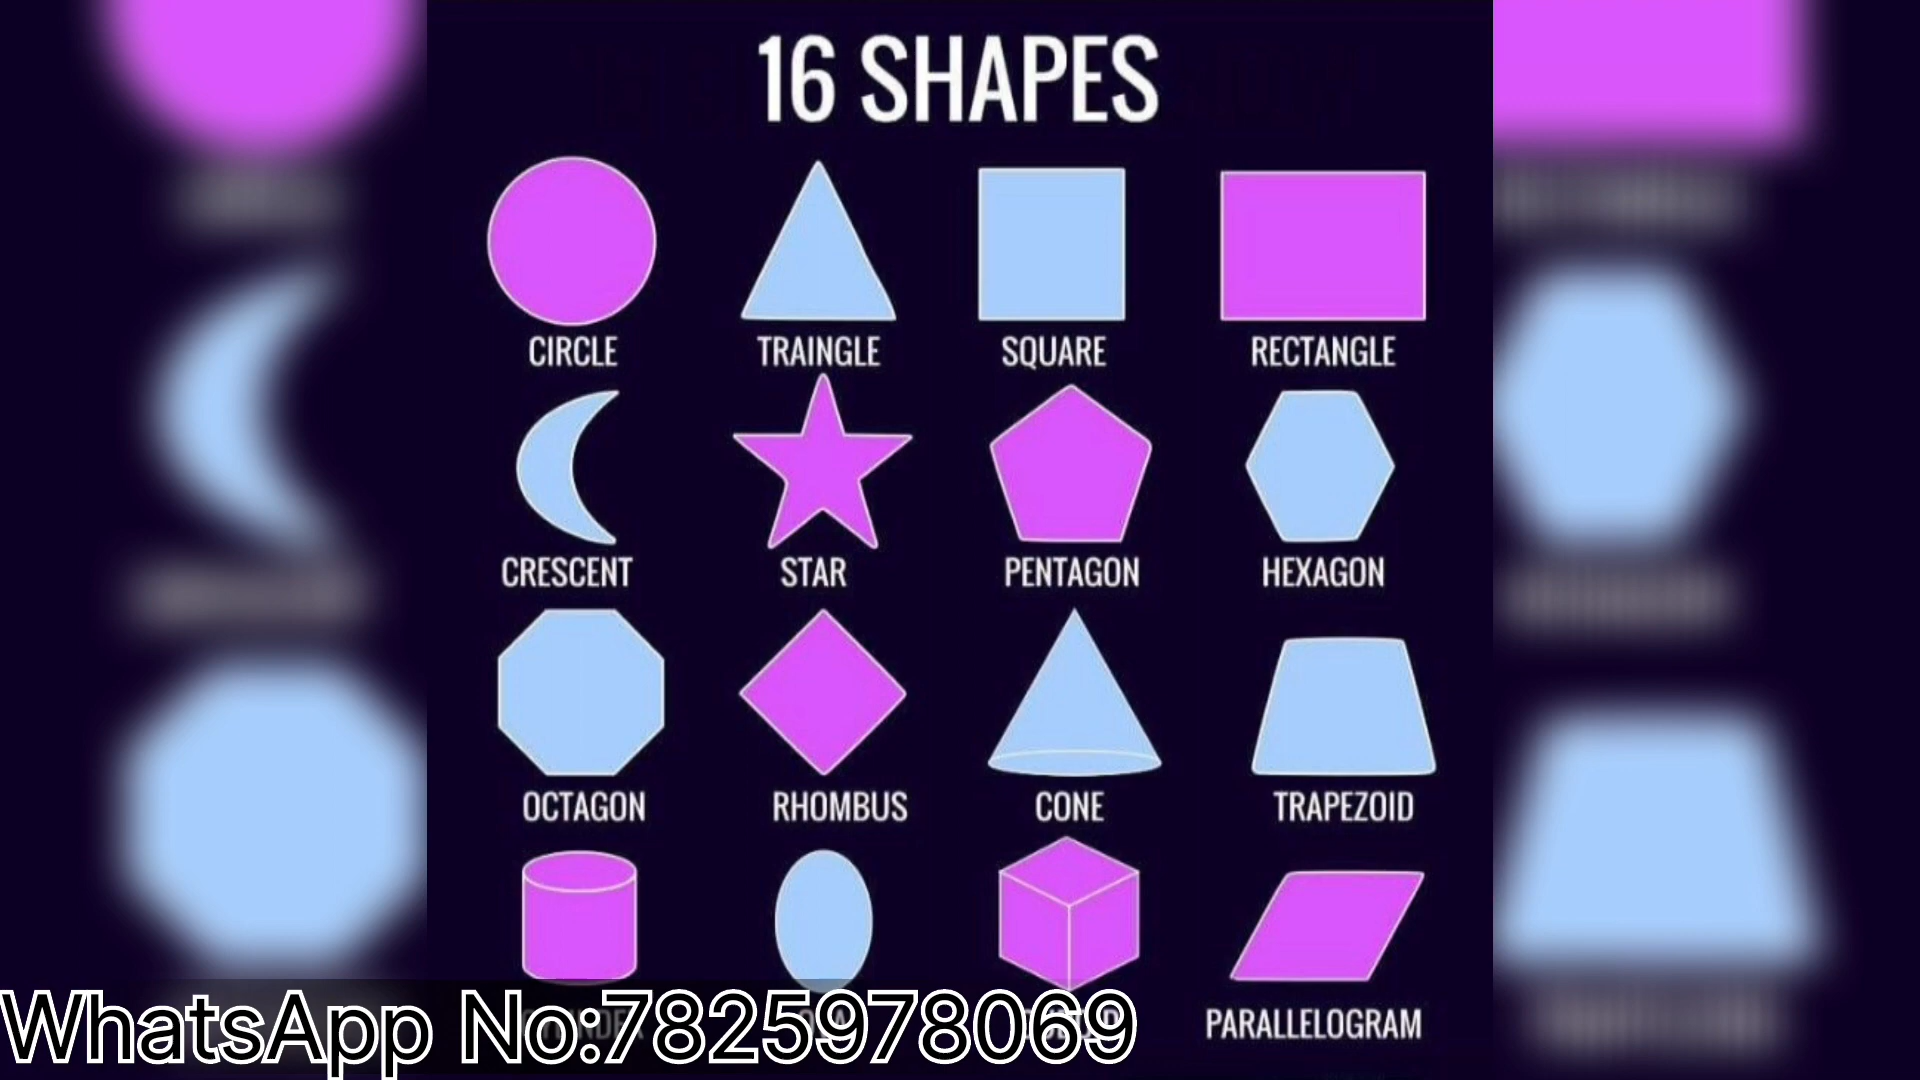 16 SHAPES
CIRCLE TRAINGLE SQUARE RECTANGLE
CRESCENT STAR PENTAGON HEXAGON
OCTAGON RHOMBUS CONE TRAPEZOID
PARALLELOGRAM
WhatsApp No:7825978069